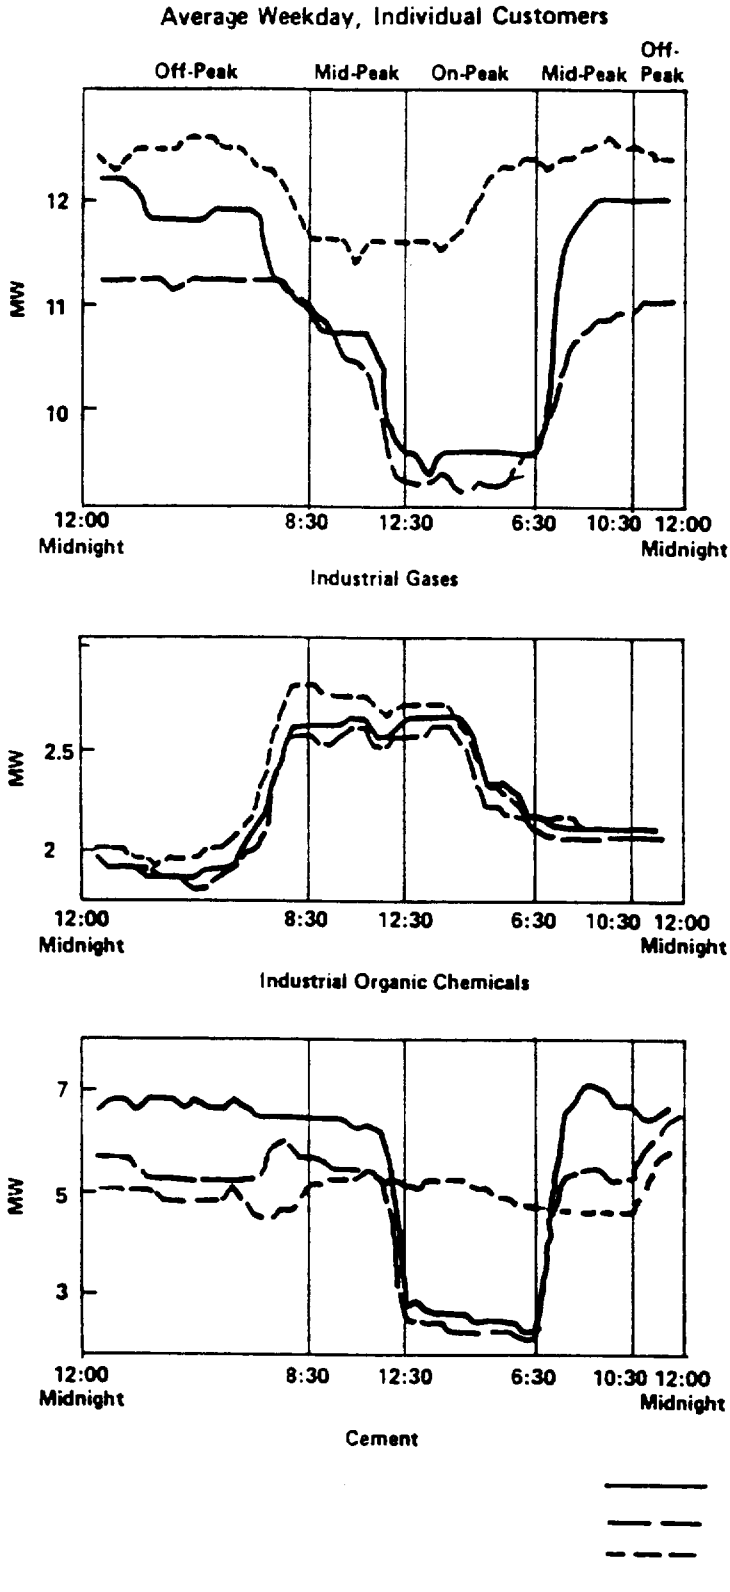 Average Weekday, Individual Customers
Off-Peak Mid-Peak On-Peak Mid-Peak Off-Peak
12
11
10
MW
12:00 Midnight 8:30 12:30 6:30 10:30 12:00 Midnight
Industrial Gases
2.5
2
MW
12:00 Midnight 8:30 12:30 6:30 10:30 12:00 Midnight
Industrial Organic Chemicals
7
5
3
MW
12:00 Midnight 8:30 12:30 6:30 10:30 12:00 Midnight
Cement